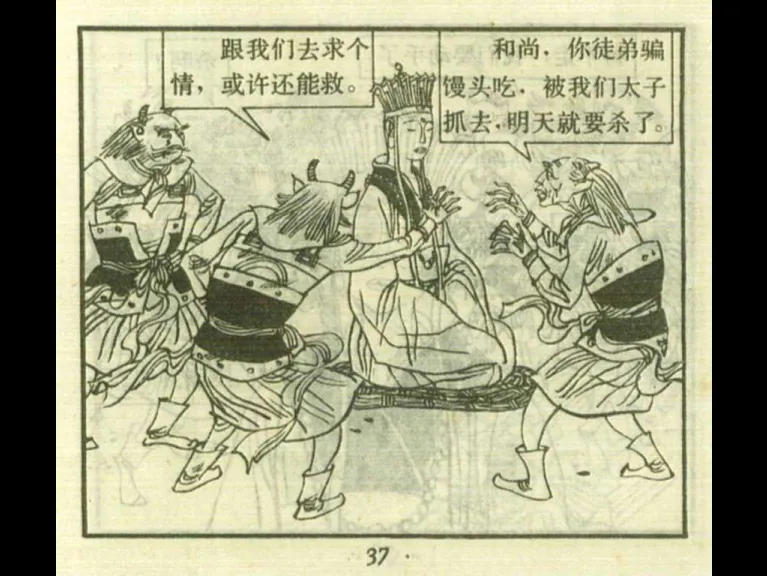 跟我们去求个
情，或许还能救。
和尚，你徒弟骗
馒头吃，被我们太子
抓去，明天就要杀了。
37